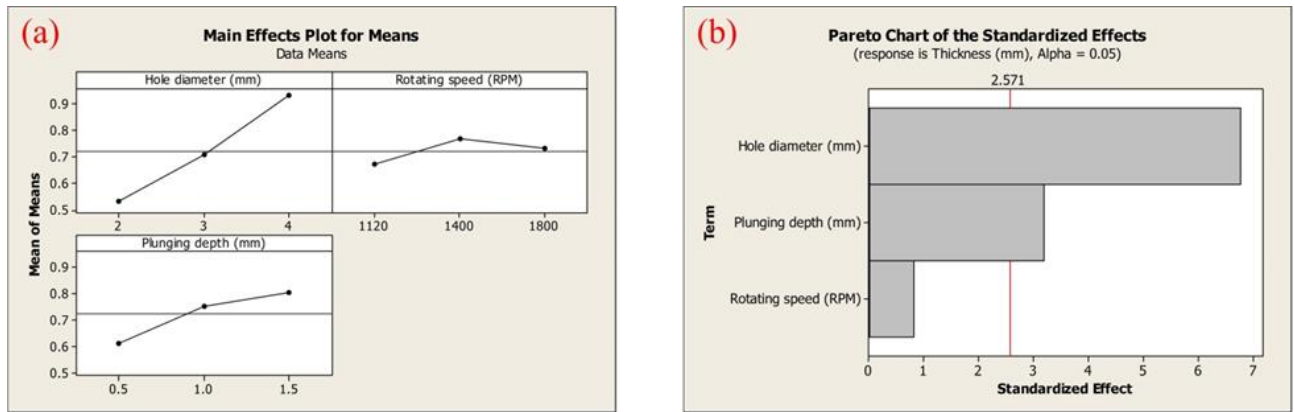 (a)
Main Effects Plot for Means
Data Means
Hole diameter (mm) Rotating speed (RPM)
0.9
0.8
0.7
0.6
0.5
2 3 4 1120 1400 1800
Plunging depth (mm)
0.9
0.8
0.7
0.6
0.5
0.5 1.0 1.5
Mean of Means
(b)
Pareto Chart of the Standardized Effects
(response is Thickness (mm), Alpha = 0.05)
2.571
Hole diameter (mm)
Plunging depth (mm)
Rotating speed (RPM)
Term
0 1 2 3 4 5 6 7
Standardized Effect